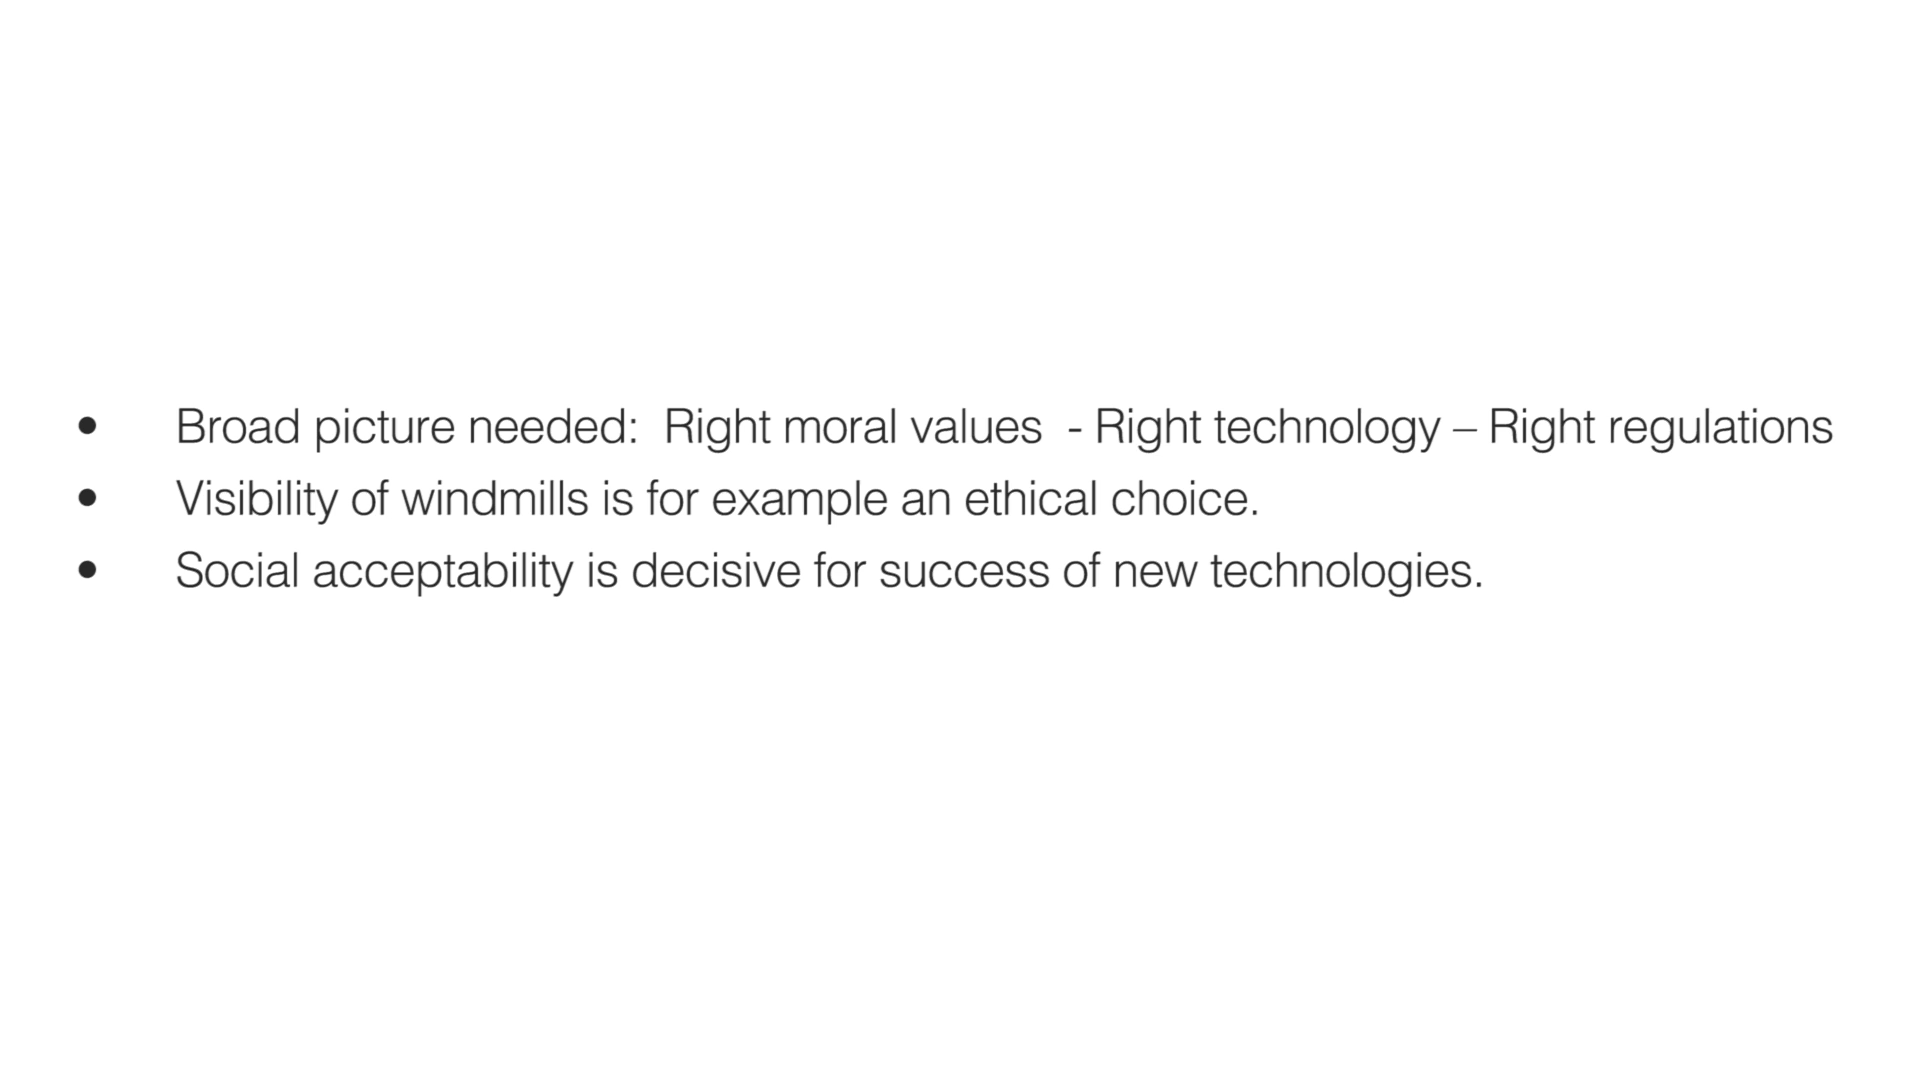 • Broad picture needed:  Right moral values  - Right technology – Right regulations
• Visibility of windmills is for example an ethical choice.
• Social acceptability is decisive for success of new technologies.